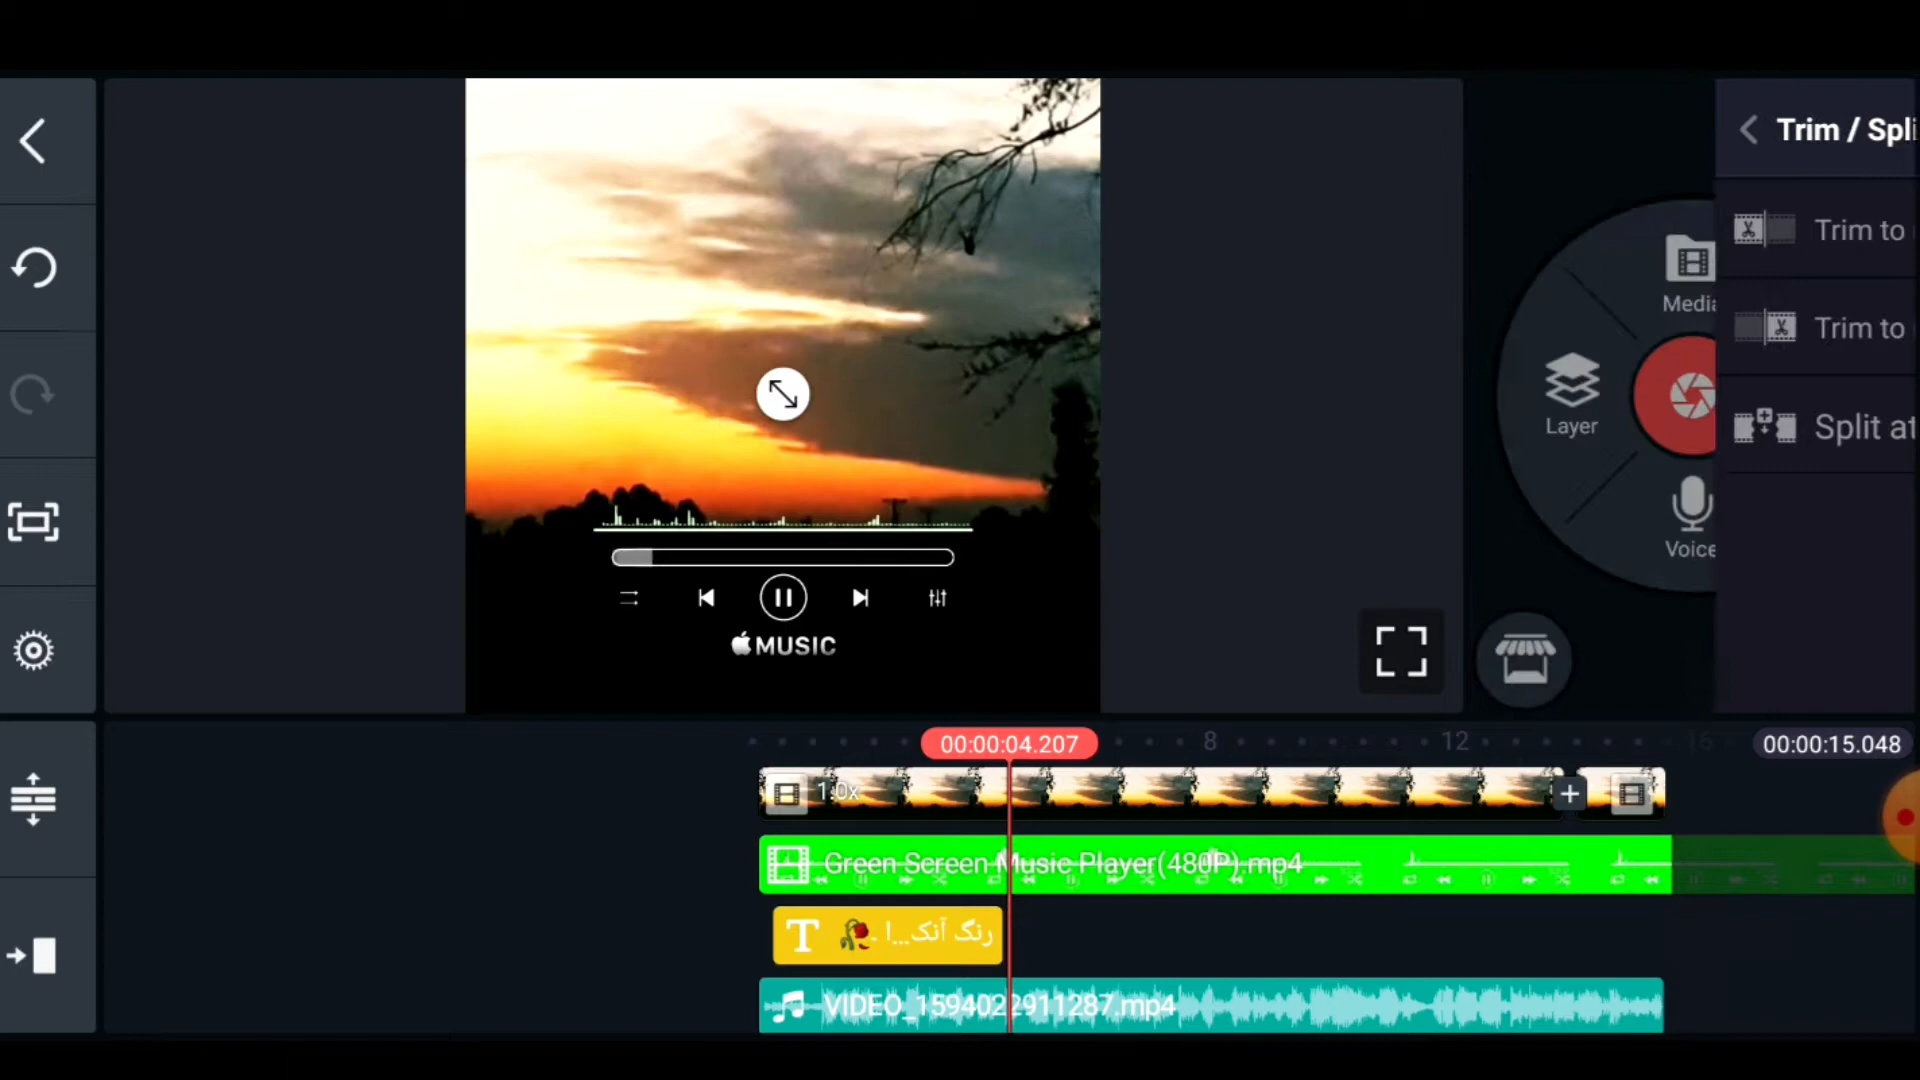 Trim / Spli
Trim to
Media
Trim to
Layer
Split at
Voice
MUSIC
00:00:04.207
8
12
16
00:00:15.048
1.0x
Green Screen Music Player(480P).mp4
رنگ آنک...ا ۔🥀
VIDEO_1594022911287.mp4